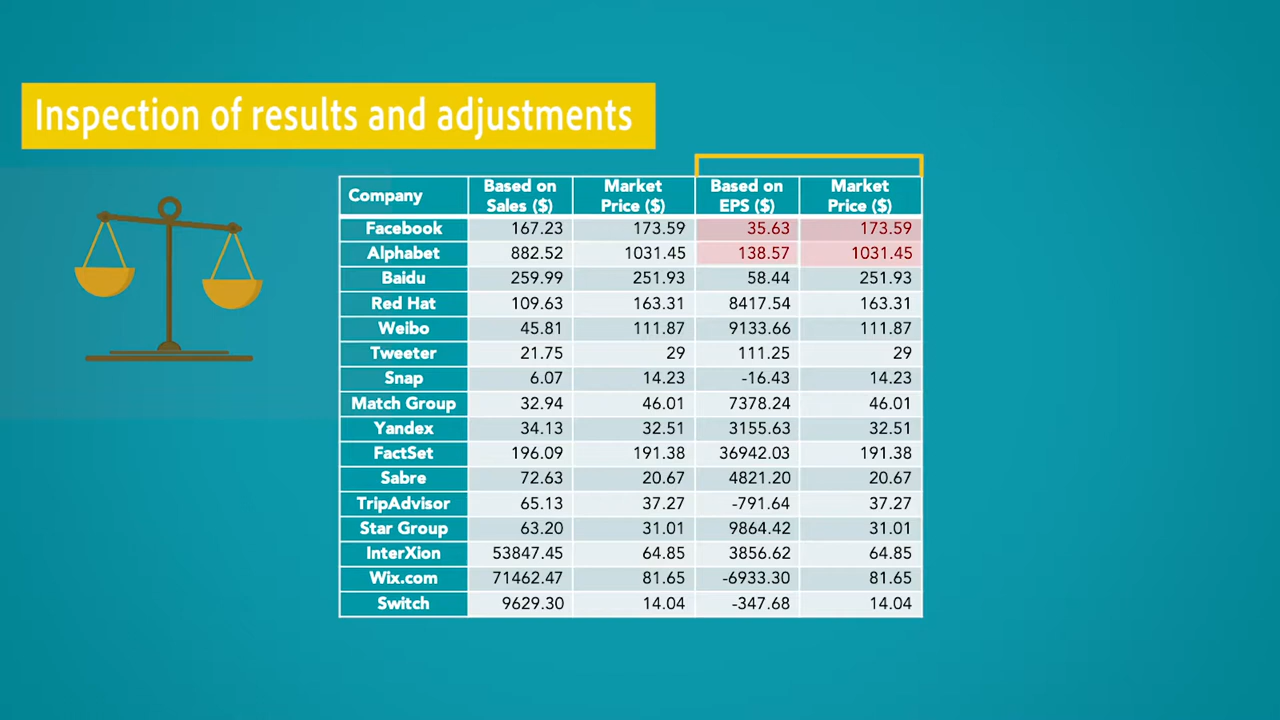 Inspection of results and adjustments
Company Based on Sales ($) Market Price ($) Based on EPS ($) Market Price ($)
Facebook 167.23 173.59 35.63 173.59
Alphabet 882.52 1031.45 138.57 1031.45
Baidu 259.99 251.93 58.44 251.93
Red Hat 109.63 163.31 8417.54 163.31
Weibo 45.81 111.87 9133.66 111.87
Tweeter 21.75 29 111.25 29
Snap 6.07 14.23 -16.43 14.23
Match Group 32.94 46.01 7378.24 46.01
Yandex 34.13 32.51 3155.63 32.51
FactSet 196.09 191.38 36942.03 191.38
Sabre 72.63 20.67 4821.20 20.67
TripAdvisor 65.13 37.27 -791.64 37.27
Star Group 63.20 31.01 9864.42 31.01
InterXion 53847.45 64.85 3856.62 64.85
Wix.com 71462.47 81.65 -6933.30 81.65
Switch 9629.30 14.04 -347.68 14.04